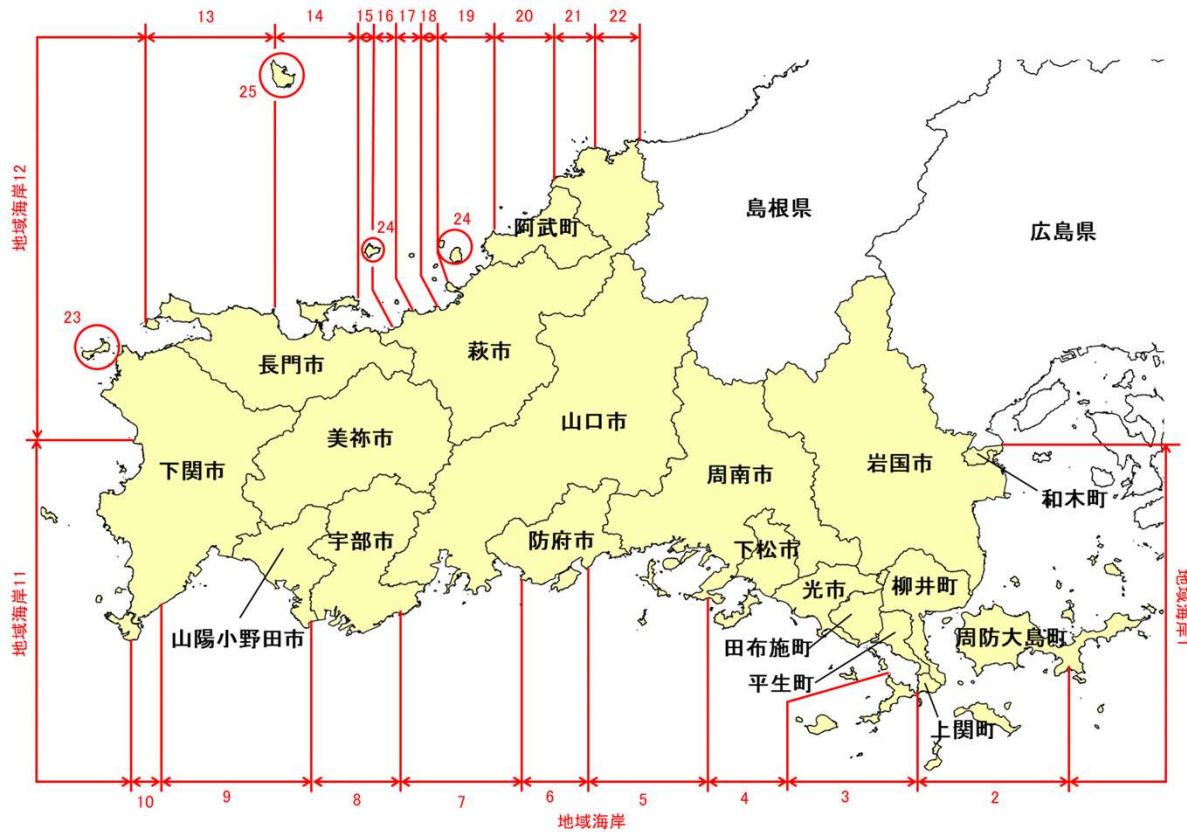 13
14
15
16
17
18
19
20
21
22
25
地域海岸12
24
24
23
島根県
広島県
阿武町
萩市
長門市
美祢市
山口市
下関市
周南市
岩国市
和木町
宇部市
防府市
下松市
光市
柳井町
山陽小野田市
田布施町
平生町
周防大島町
上関町
地域海岸11
地域海岸1
10
9
8
7
6
5
4
3
2
地域海岸